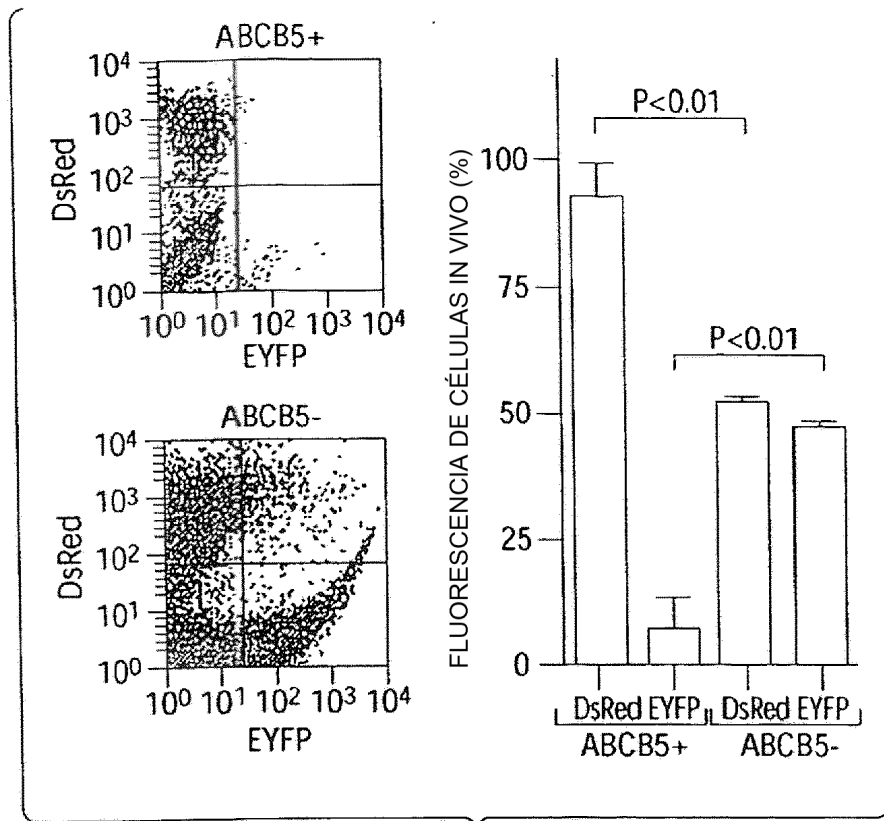 ABCB5+
10⁴
10³
10²
10¹
10⁰
DsRed
10⁰ 10¹ 10² 10³ 10⁴
EYFP
ABCB5-
10⁴
10³
10²
10¹
10⁰
DsRed
10⁰ 10¹ 10² 10³ 10⁴
EYFP
FLUORESCENCIA DE CÉLULAS IN VIVO (%)
P<0.01
100
P<0.01
75
50
25
0
DsRed EYFP DsRed EYFP
ABCB5+ ABCB5-